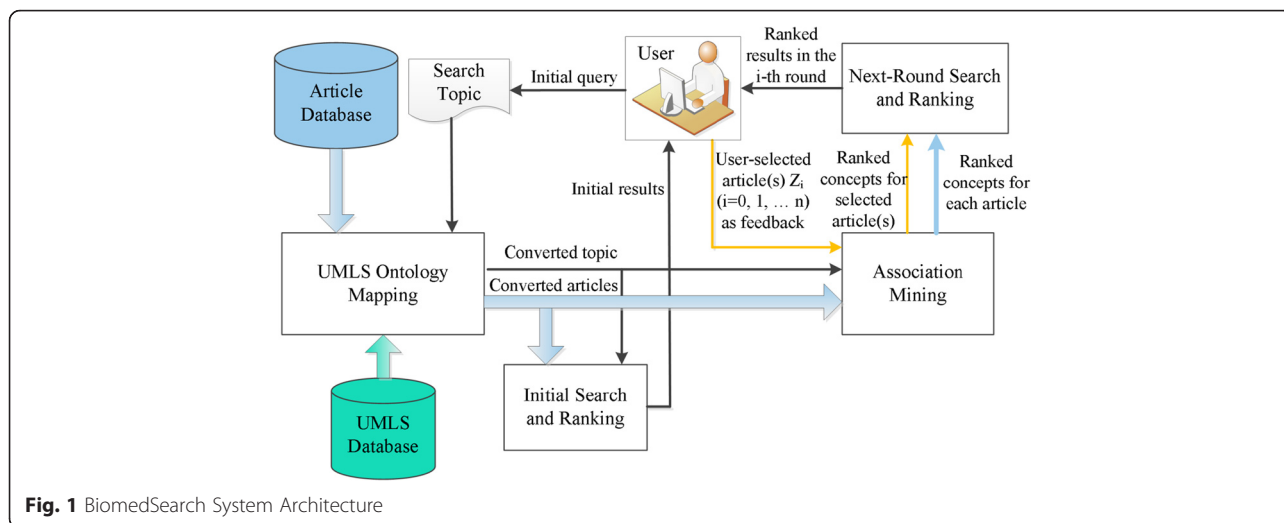 Article
Database
Search
Topic
Initial query
User
Ranked
results in the
i-th round
Next-Round Search
and Ranking
Initial results
User-selected
article(s) Zi
(i=0, 1, … n)
as feedback
Ranked
concepts for
selected
article(s)
Ranked
concepts for
each article
UMLS Ontology
Mapping
Converted topic
Converted articles
Association
Mining
UMLS
Database
Initial Search
and Ranking
Fig. 1 BiomedSearch System Architecture